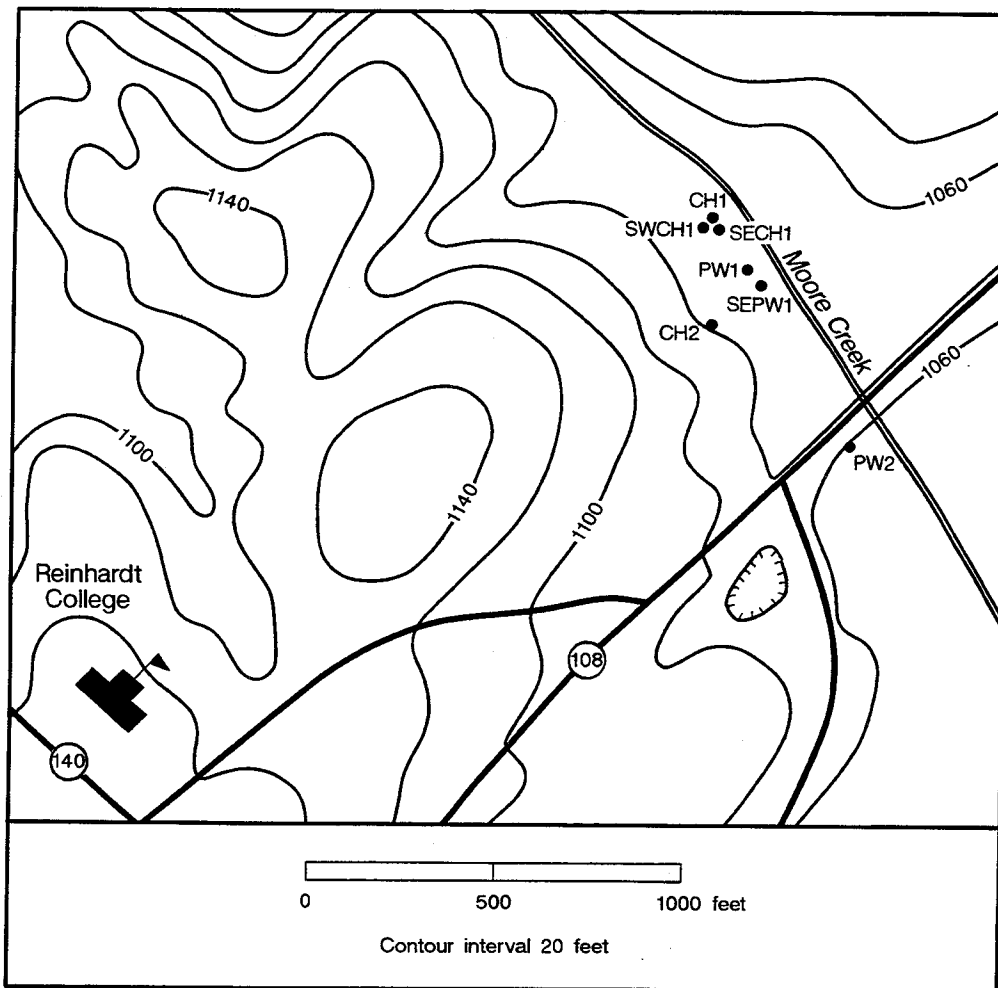 1140
1060
CH1
SWCH1
SECH1
Moore Creek
PW1
SEPW1
CH2
1060
1100
PW2
1140
1100
Reinhardt
College
108
140
0 500 1000 feet
Contour interval 20 feet